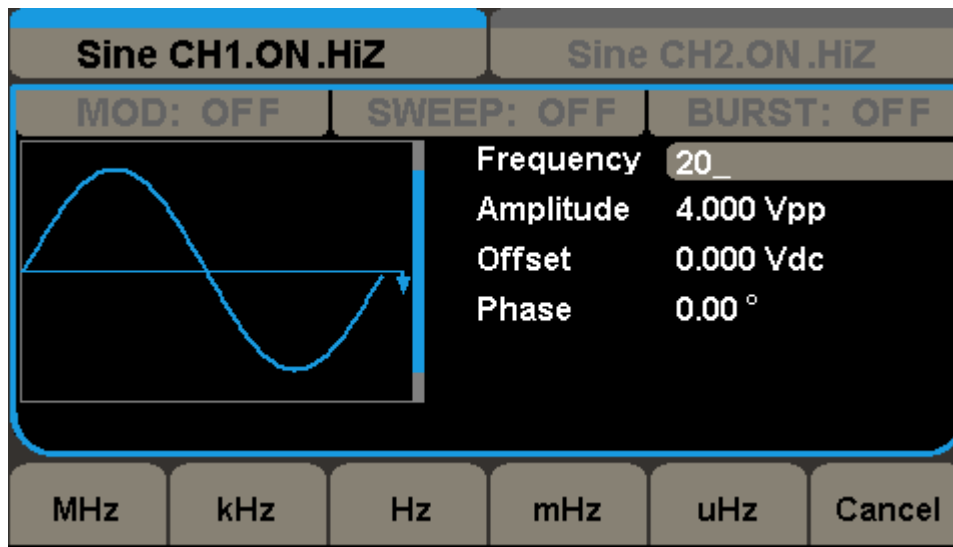 Sine CH1.ON.HiZ
Sine CH2.ON.HiZ
MOD: OFF
SWEEP: OFF
BURST: OFF
Frequency 20_
Amplitude 4.000 Vpp
Offset 0.000 Vdc
Phase 0.00 °
MHz
kHz
Hz
mHz
uHz
Cancel